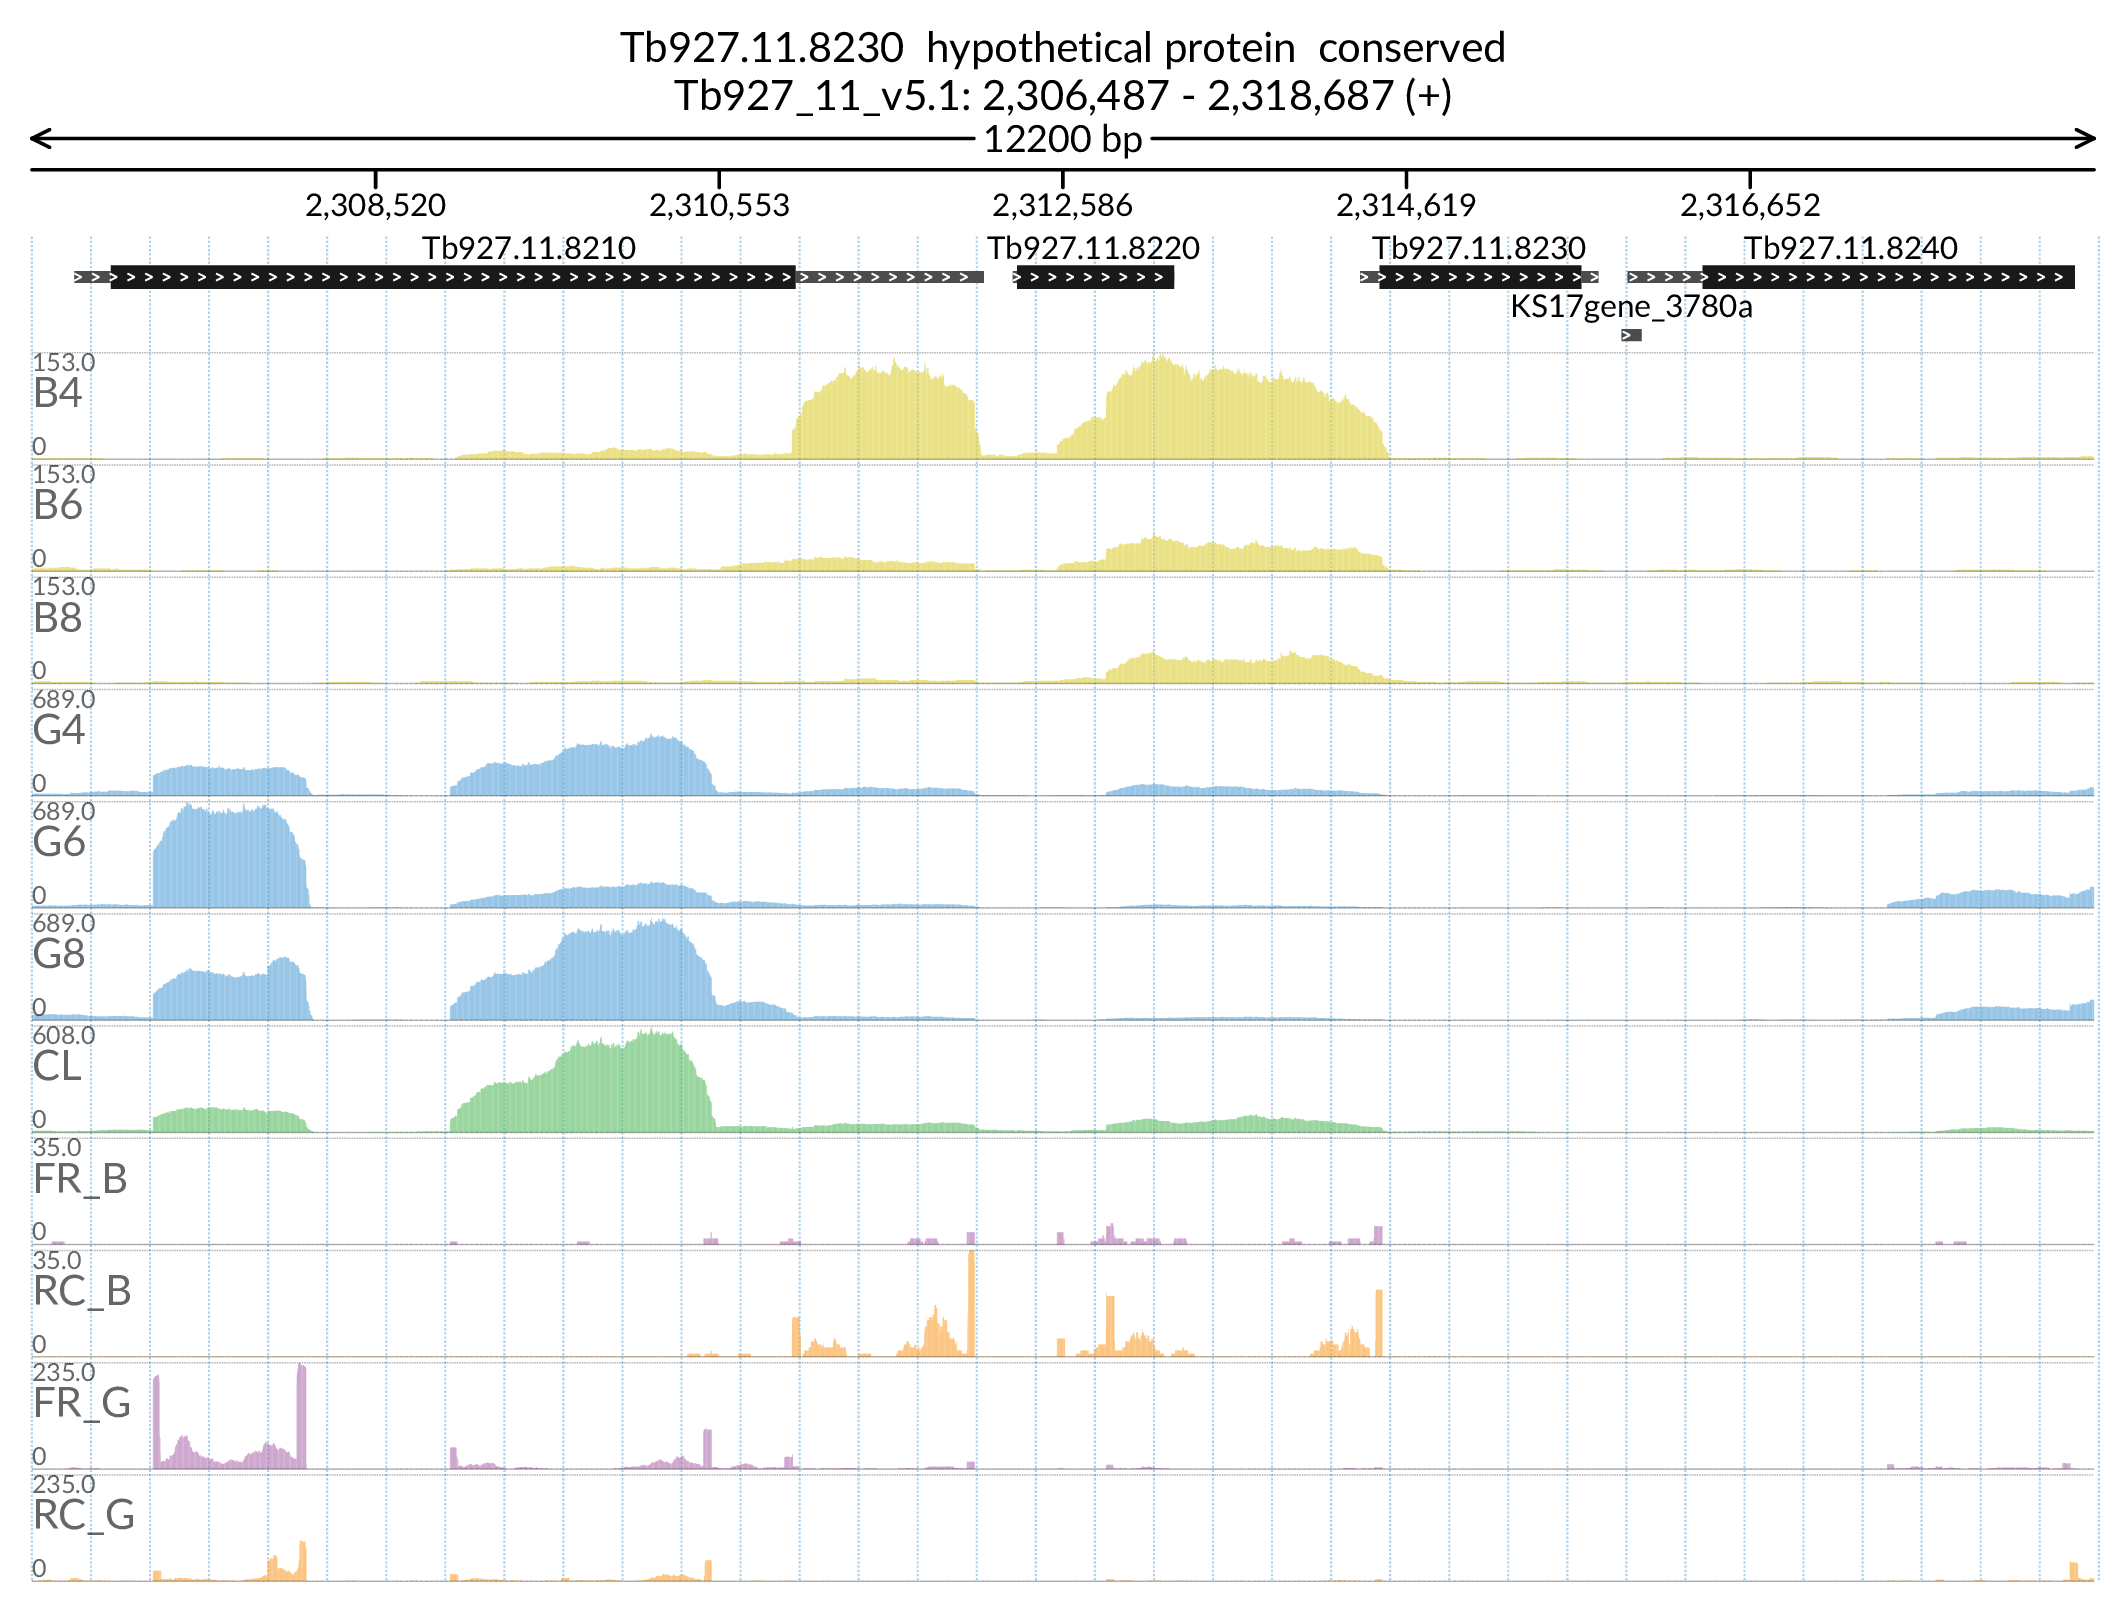 Tb927.11.8230  hypothetical protein  conserved
Tb927_11_v5.1: 2,306,487 - 2,318,687 (+)
12200 bp
2,308,520 2,310,553 2,312,586 2,314,619 2,316,652
Tb927.11.8210 Tb927.11.8220 Tb927.11.8230 Tb927.11.8240
KS17gene_3780a
153.0
B4
0
153.0
B6
0
153.0
B8
0
689.0
G4
0
689.0
G6
0
689.0
G8
0
608.0
CL
0
35.0
FR_B
0
35.0
RC_B
0
235.0
FR_G
0
235.0
RC_G
0